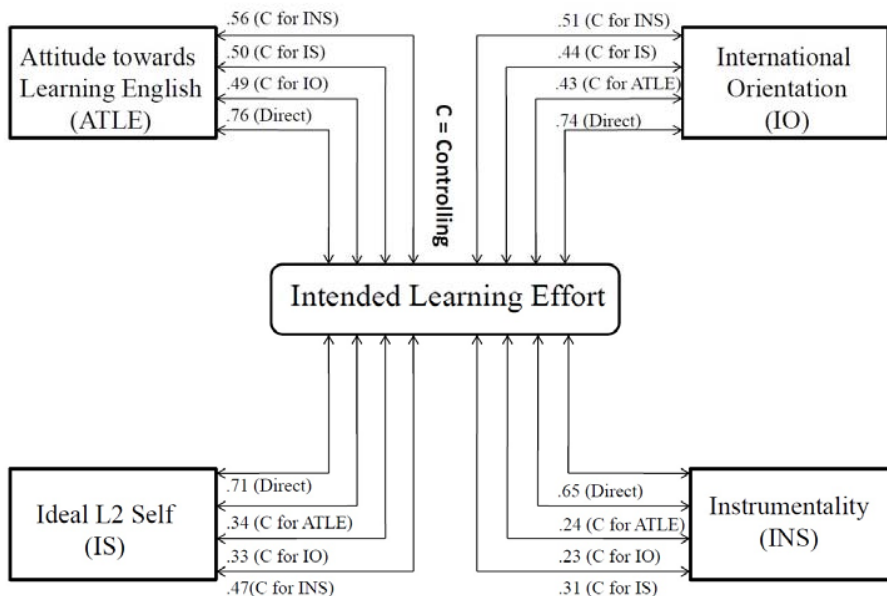 Attitude towards
Learning English
(ATLE)
.56 (C for INS)
.50 (C for IS)
.49 (C for IO)
.76 (Direct)
C = Controlling
.51 (C for INS)
.44 (C for IS)
.43 (C for ATLE)
.74 (Direct)
International
Orientation
(IO)
Intended Learning Effort
Ideal L2 Self
(IS)
.71 (Direct)
.34 (C for ATLE)
.33 (C for IO)
.47(C for INS)
.65 (Direct)
.24 (C for ATLE)
.23 (C for IO)
.31 (C for IS)
Instrumentality
(INS)